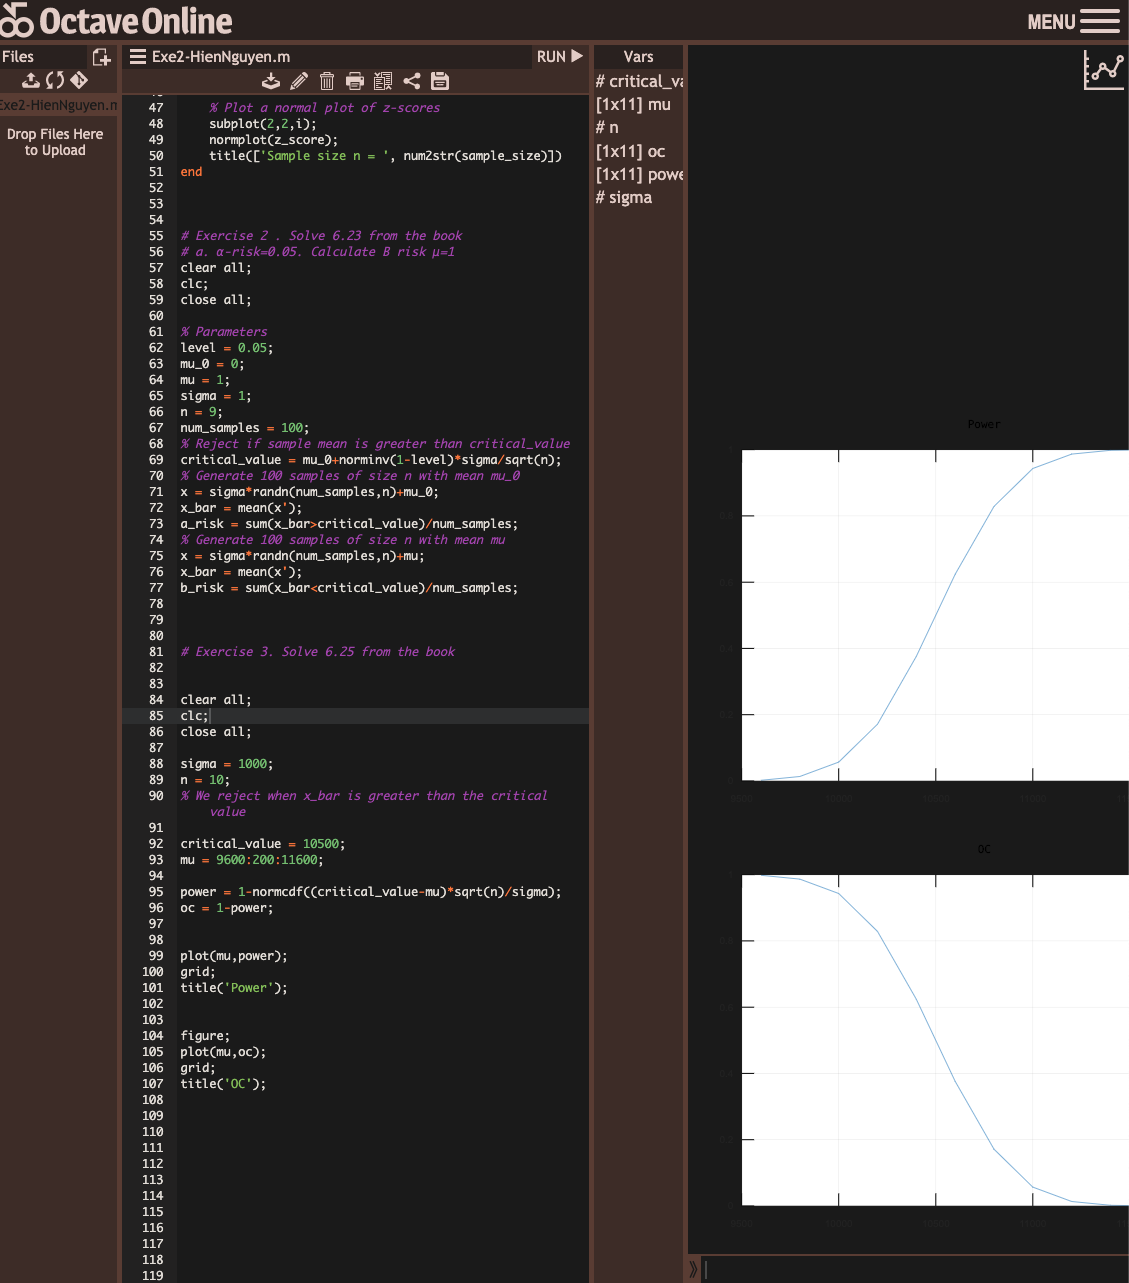 Octave Online
MENU
Files
Exe2-HienNguyen.m
RUN
Vars
Exe2-HienNguyen.m
Drop Files Here
to Upload
47 % Plot a normal plot of z-scores
48 subplot(2,2,i);
49 normplot(z_score);
50 title(['Sample size n = ', num2str(sample_size)])
51 end
52
53
54
55 # Exercise 2 . Solve 6.23 from the book
56 # a. α-risk=0.05. Calculate B risk μ=1
57 clear all;
58 clc;
59 close all;
60
61 % Parameters
62 level = 0.05;
63 mu_0 = 0;
64 mu = 1;
65 sigma = 1;
66 n = 9;
67 num_samples = 100;
68 % Reject if sample mean is greater than critical_value
69 critical_value = mu_0+norminv(1-level)*sigma/sqrt(n);
70 % Generate 100 samples of size n with mean mu_0
71 x = sigma*randn(num_samples,n)+mu_0;
72 x_bar = mean(x');
73 a_risk = sum(x_bar>critical_value)/num_samples;
74 % Generate 100 samples of size n with mean mu
75 x = sigma*randn(num_samples,n)+mu;
76 x_bar = mean(x');
77 b_risk = sum(x_bar<critical_value)/num_samples;
78
79
80
81 # Exercise 3. Solve 6.25 from the book
82
83
84 clear all;
85 clc;
86 close all;
87
88 sigma = 1000;
89 n = 10;
90 % We reject when x_bar is greater than the critical
value
91
92 critical_value = 10500;
93 mu = 9600:200:11600;
94
95 power = 1-normcdf((critical_value-mu)*sqrt(n)/sigma);
96 oc = 1-power;
97
98
99 plot(mu,power);
100 grid;
101 title('Power');
102
103
104 figure;
105 plot(mu,oc);
106 grid;
107 title('OC');
108
109
110
111
112
113
114
115
116
117
118
119
# critical_va
[1x11] mu
# n
[1x11] oc
[1x11] powe
# sigma
Power
OC